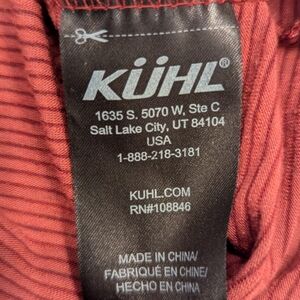 KÜHL®
1635 S. 5070 W, Ste C
Salt Lake City, UT 84104
USA
1-888-218-3181
KUHL.COM
RN#108846
MADE IN CHINA/
FABRIQUÉ EN CHINE/
HECHO EN CHINA